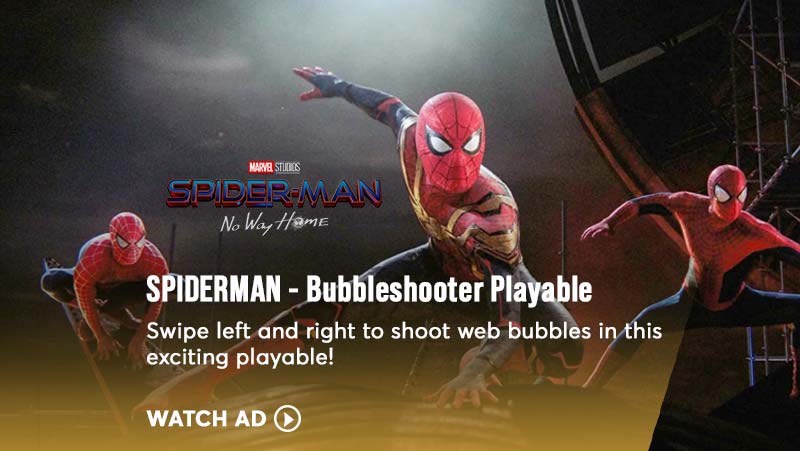 MARVEL STUDIOS
SPIDER-MAN
No Way Home
SPIDERMAN - Bubbleshooter Playable
Swipe left and right to shoot web bubbles in this
exciting playable!
WATCH AD